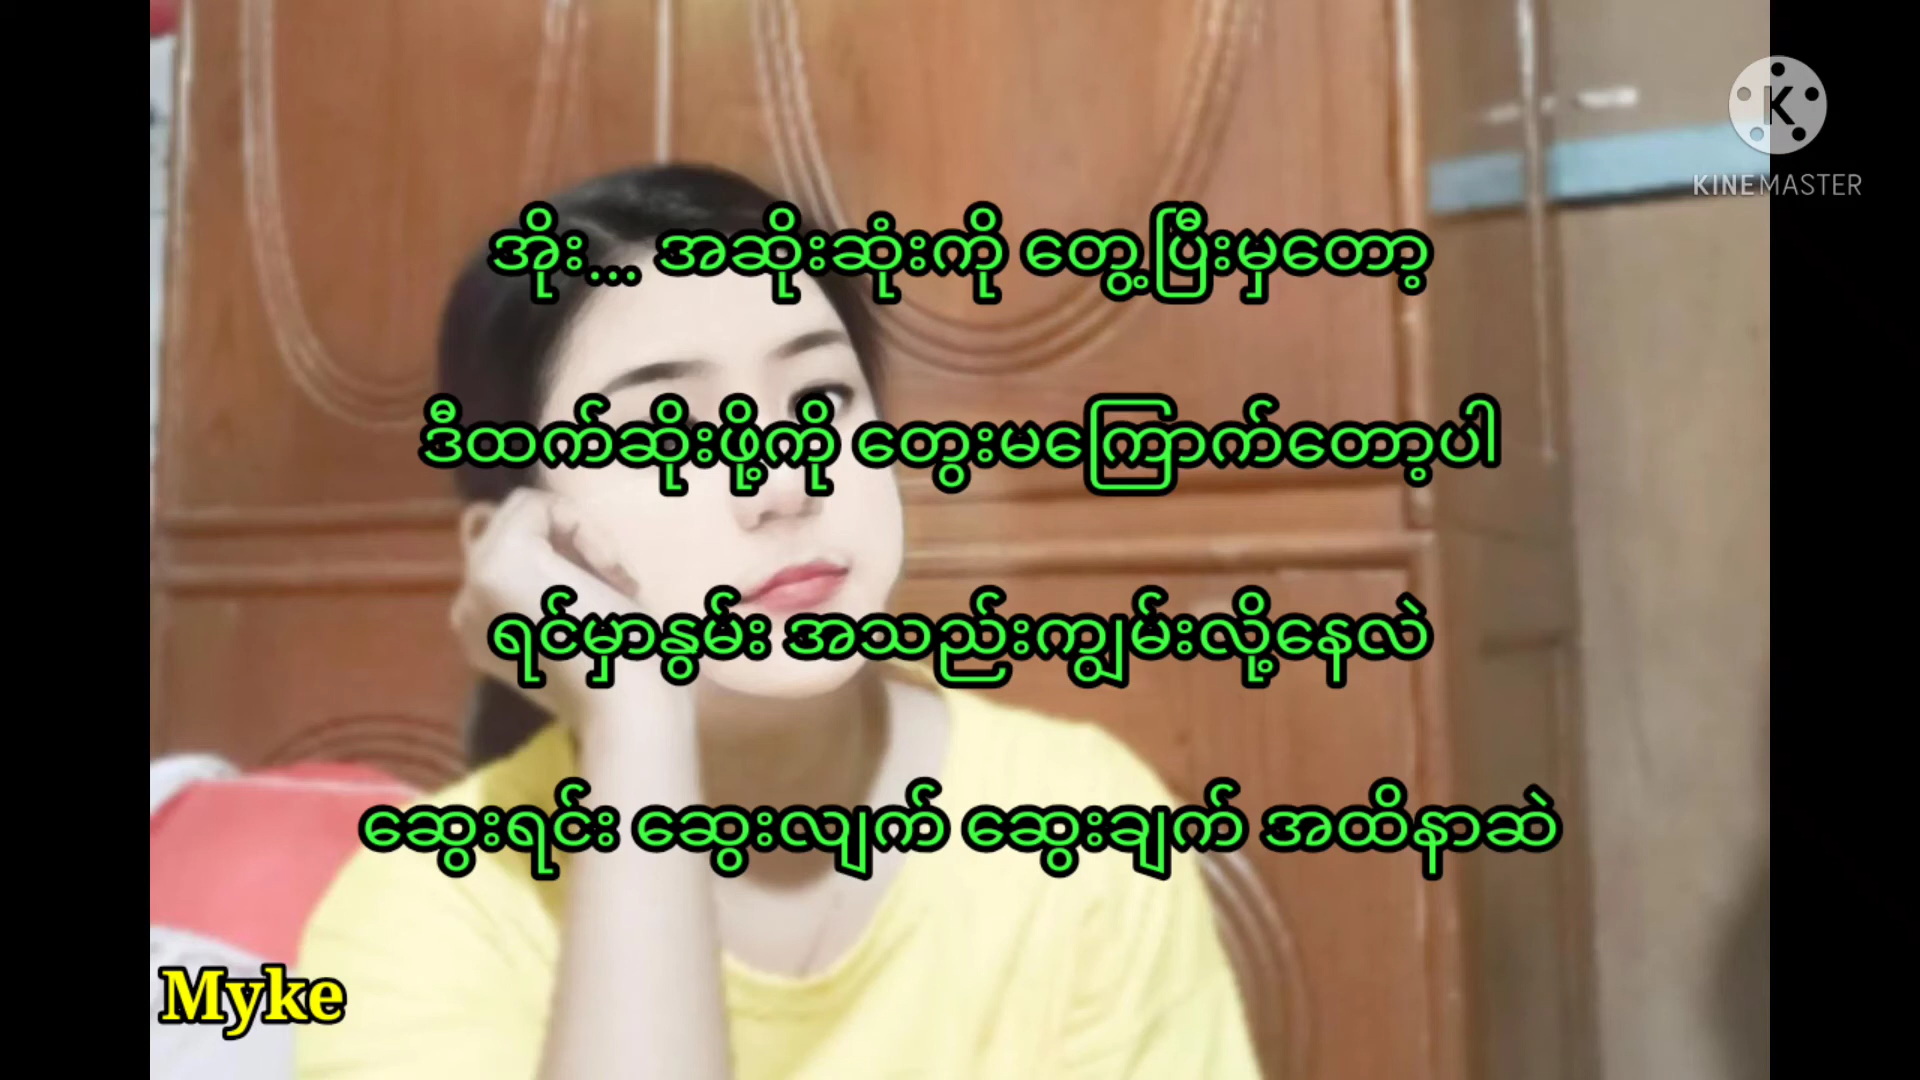 KINEMASTER
အိုး... အဆိုးဆုံးကို တွေ့ပြီးမှတော့
ဒီထက်ဆိုးဖို့ကို တွေးမကြောက်တော့ပါ
ရင်မှာနွမ်း အသည်းကျွမ်းလို့နေလဲ
ဆွေးရင်း ဆွေးလျက် ဆွေးချက် အထိနာဆဲ
Myke